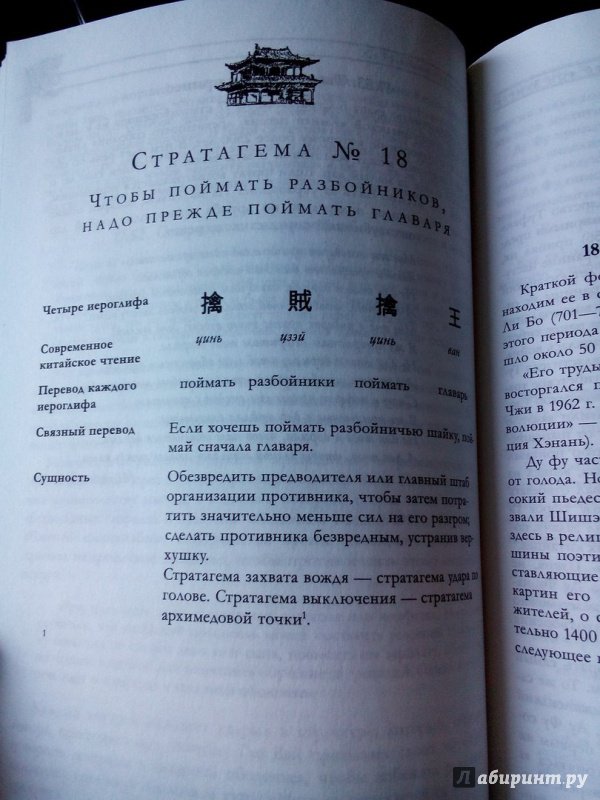 Стратагема № 18
Чтобы поймать разбойников,
надо прежде поймать главаря
Четыре иероглифа 擒 賊 擒 王
Современное
китайское чтение цинь цзэй цинь ван
Перевод каждого
иероглифа поймать разбойники поймать главарь
Связный перевод Если хочешь поймать разбойничью шайку, пой
май сначала главаря.
Сущность Обезвредить предводителя или главный штаб
организации противника, чтобы затем потра-
тить значительно меньше сил на его разгром;
сделать противника безвредным, устранив вер-
хушку.
Стратагема захвата вождя — стратагема удара по
голове. Стратагема выключения — стратагема
архимедовой точки¹.
1
18
Краткой
находим ее в
Ли Бо (701—7
этого периода
шло около 50
«Его труды
восторгался
Чжи в 1962 г.
волюции» —
ция Хэнань).
Ду фу час
от голода. Но
сокий пьедес
звали Шишэ
здесь в рели
шины поэти
ставляющие
картин его
жителей, о с
тельно 1400
следующее
Лабиринт.ру